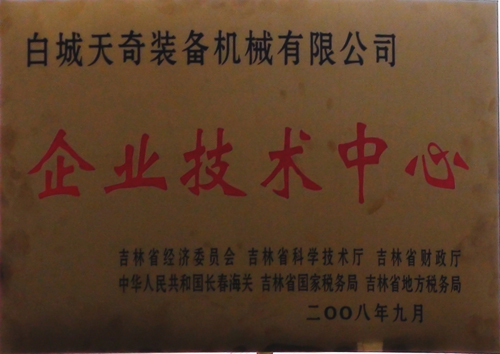 白城天奇装备机械有限公司
企业技术中心
吉林省经济委员会 吉林省科学技术厅 吉林省财政厅
中华人民共和国长春海关 吉林省国家税务局 吉林省地方税务局
二OO八年九月